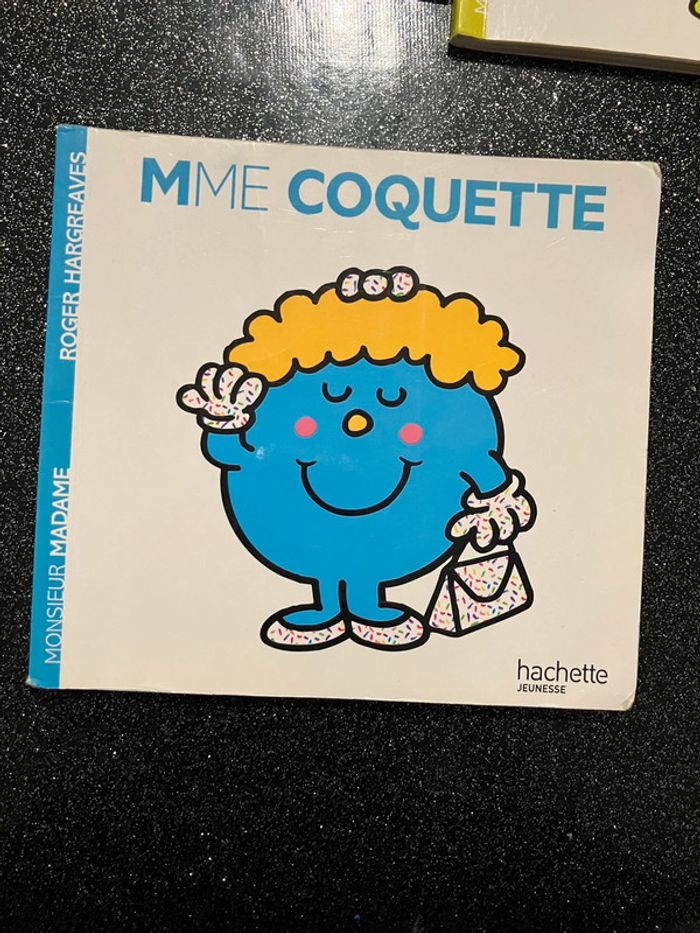 MME COQUETTE
MONSIEUR MADAME
ROGER HARGREAVES
hachette
JEUNESSE